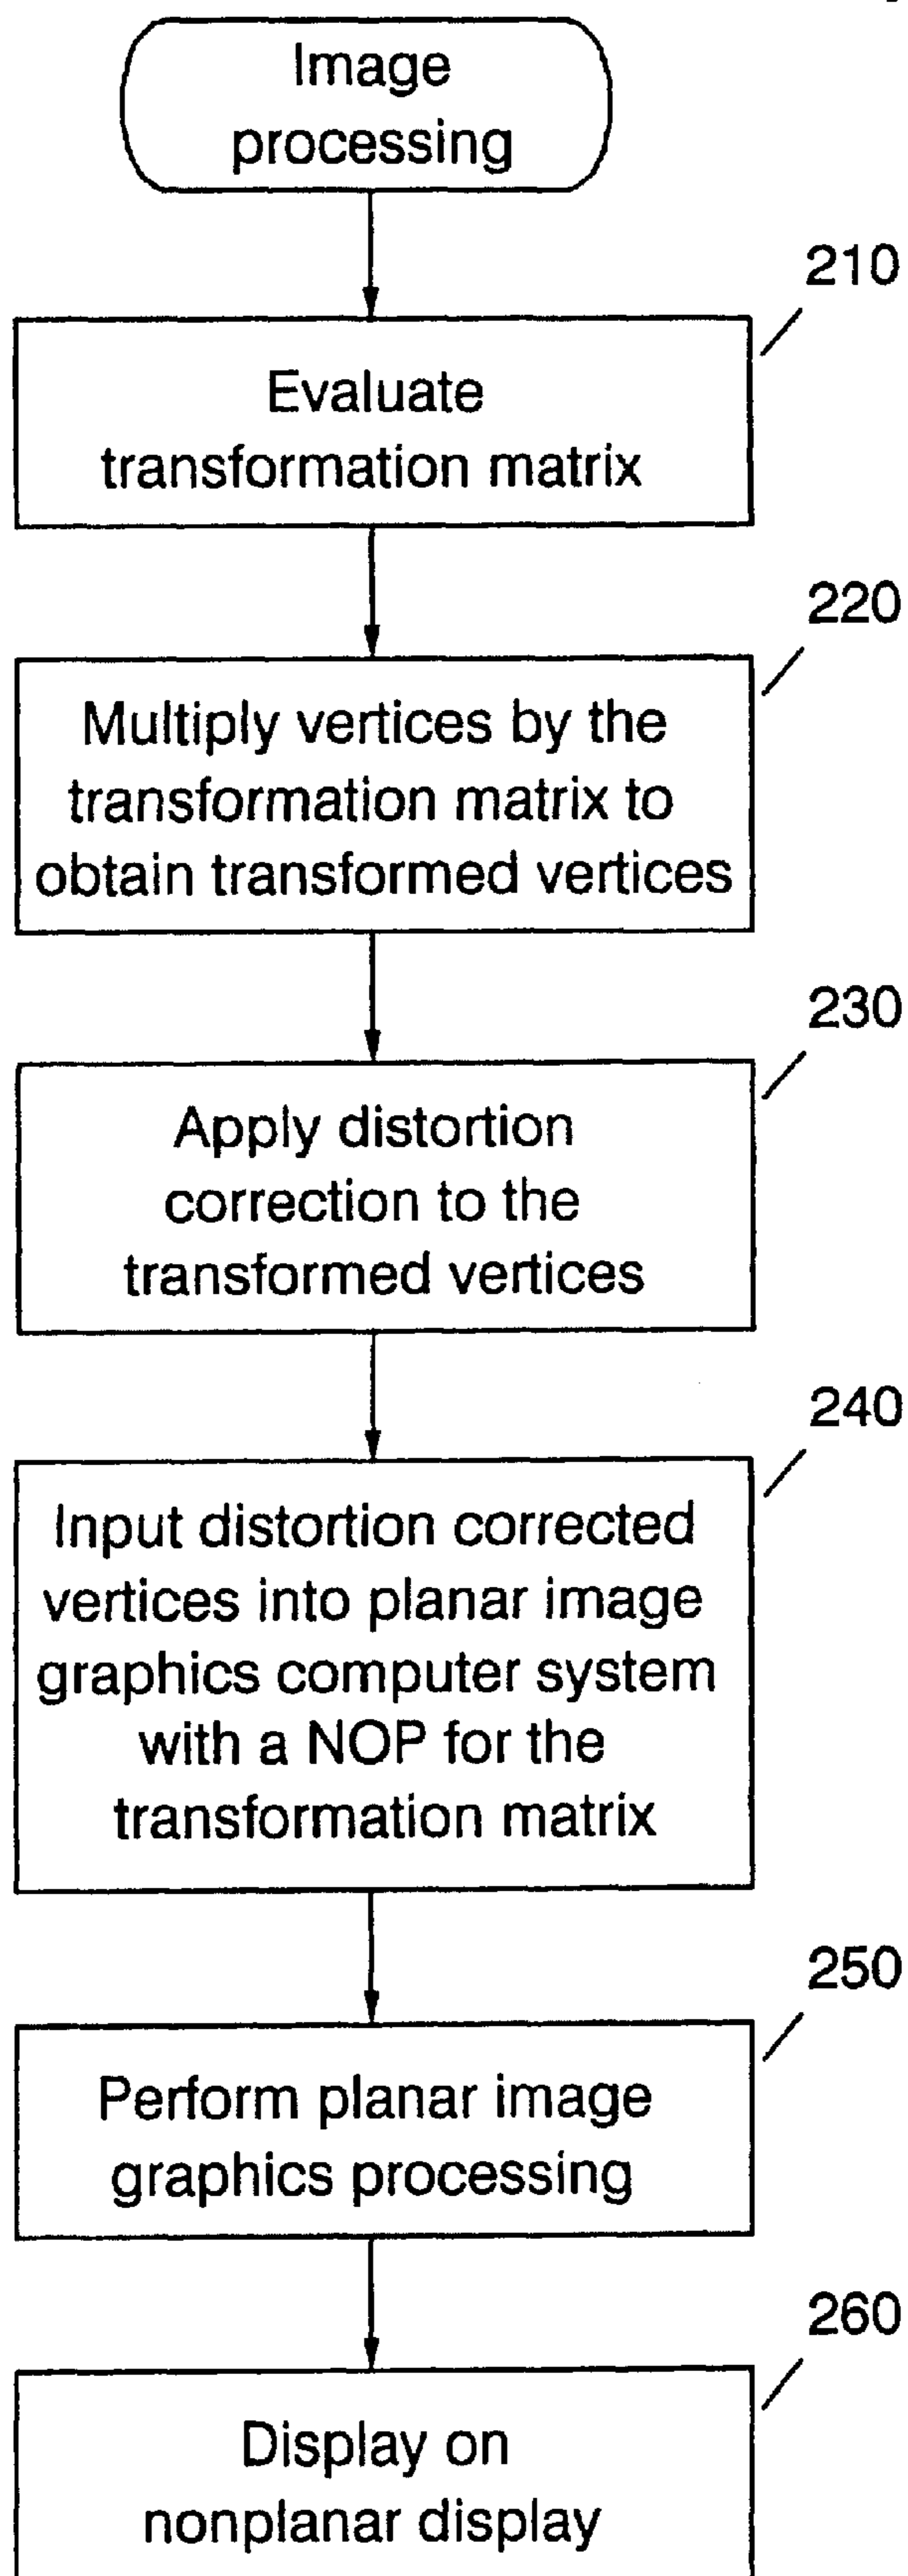 Image
processing
210
Evaluate
transformation matrix
220
Multiply vertices by the
transformation matrix to
obtain transformed vertices
230
Apply distortion
correction to the
transformed vertices
240
Input distortion corrected
vertices into planar image
graphics computer system
with a NOP for the
transformation matrix
250
Perform planar image
graphics processing
260
Display on
nonplanar display